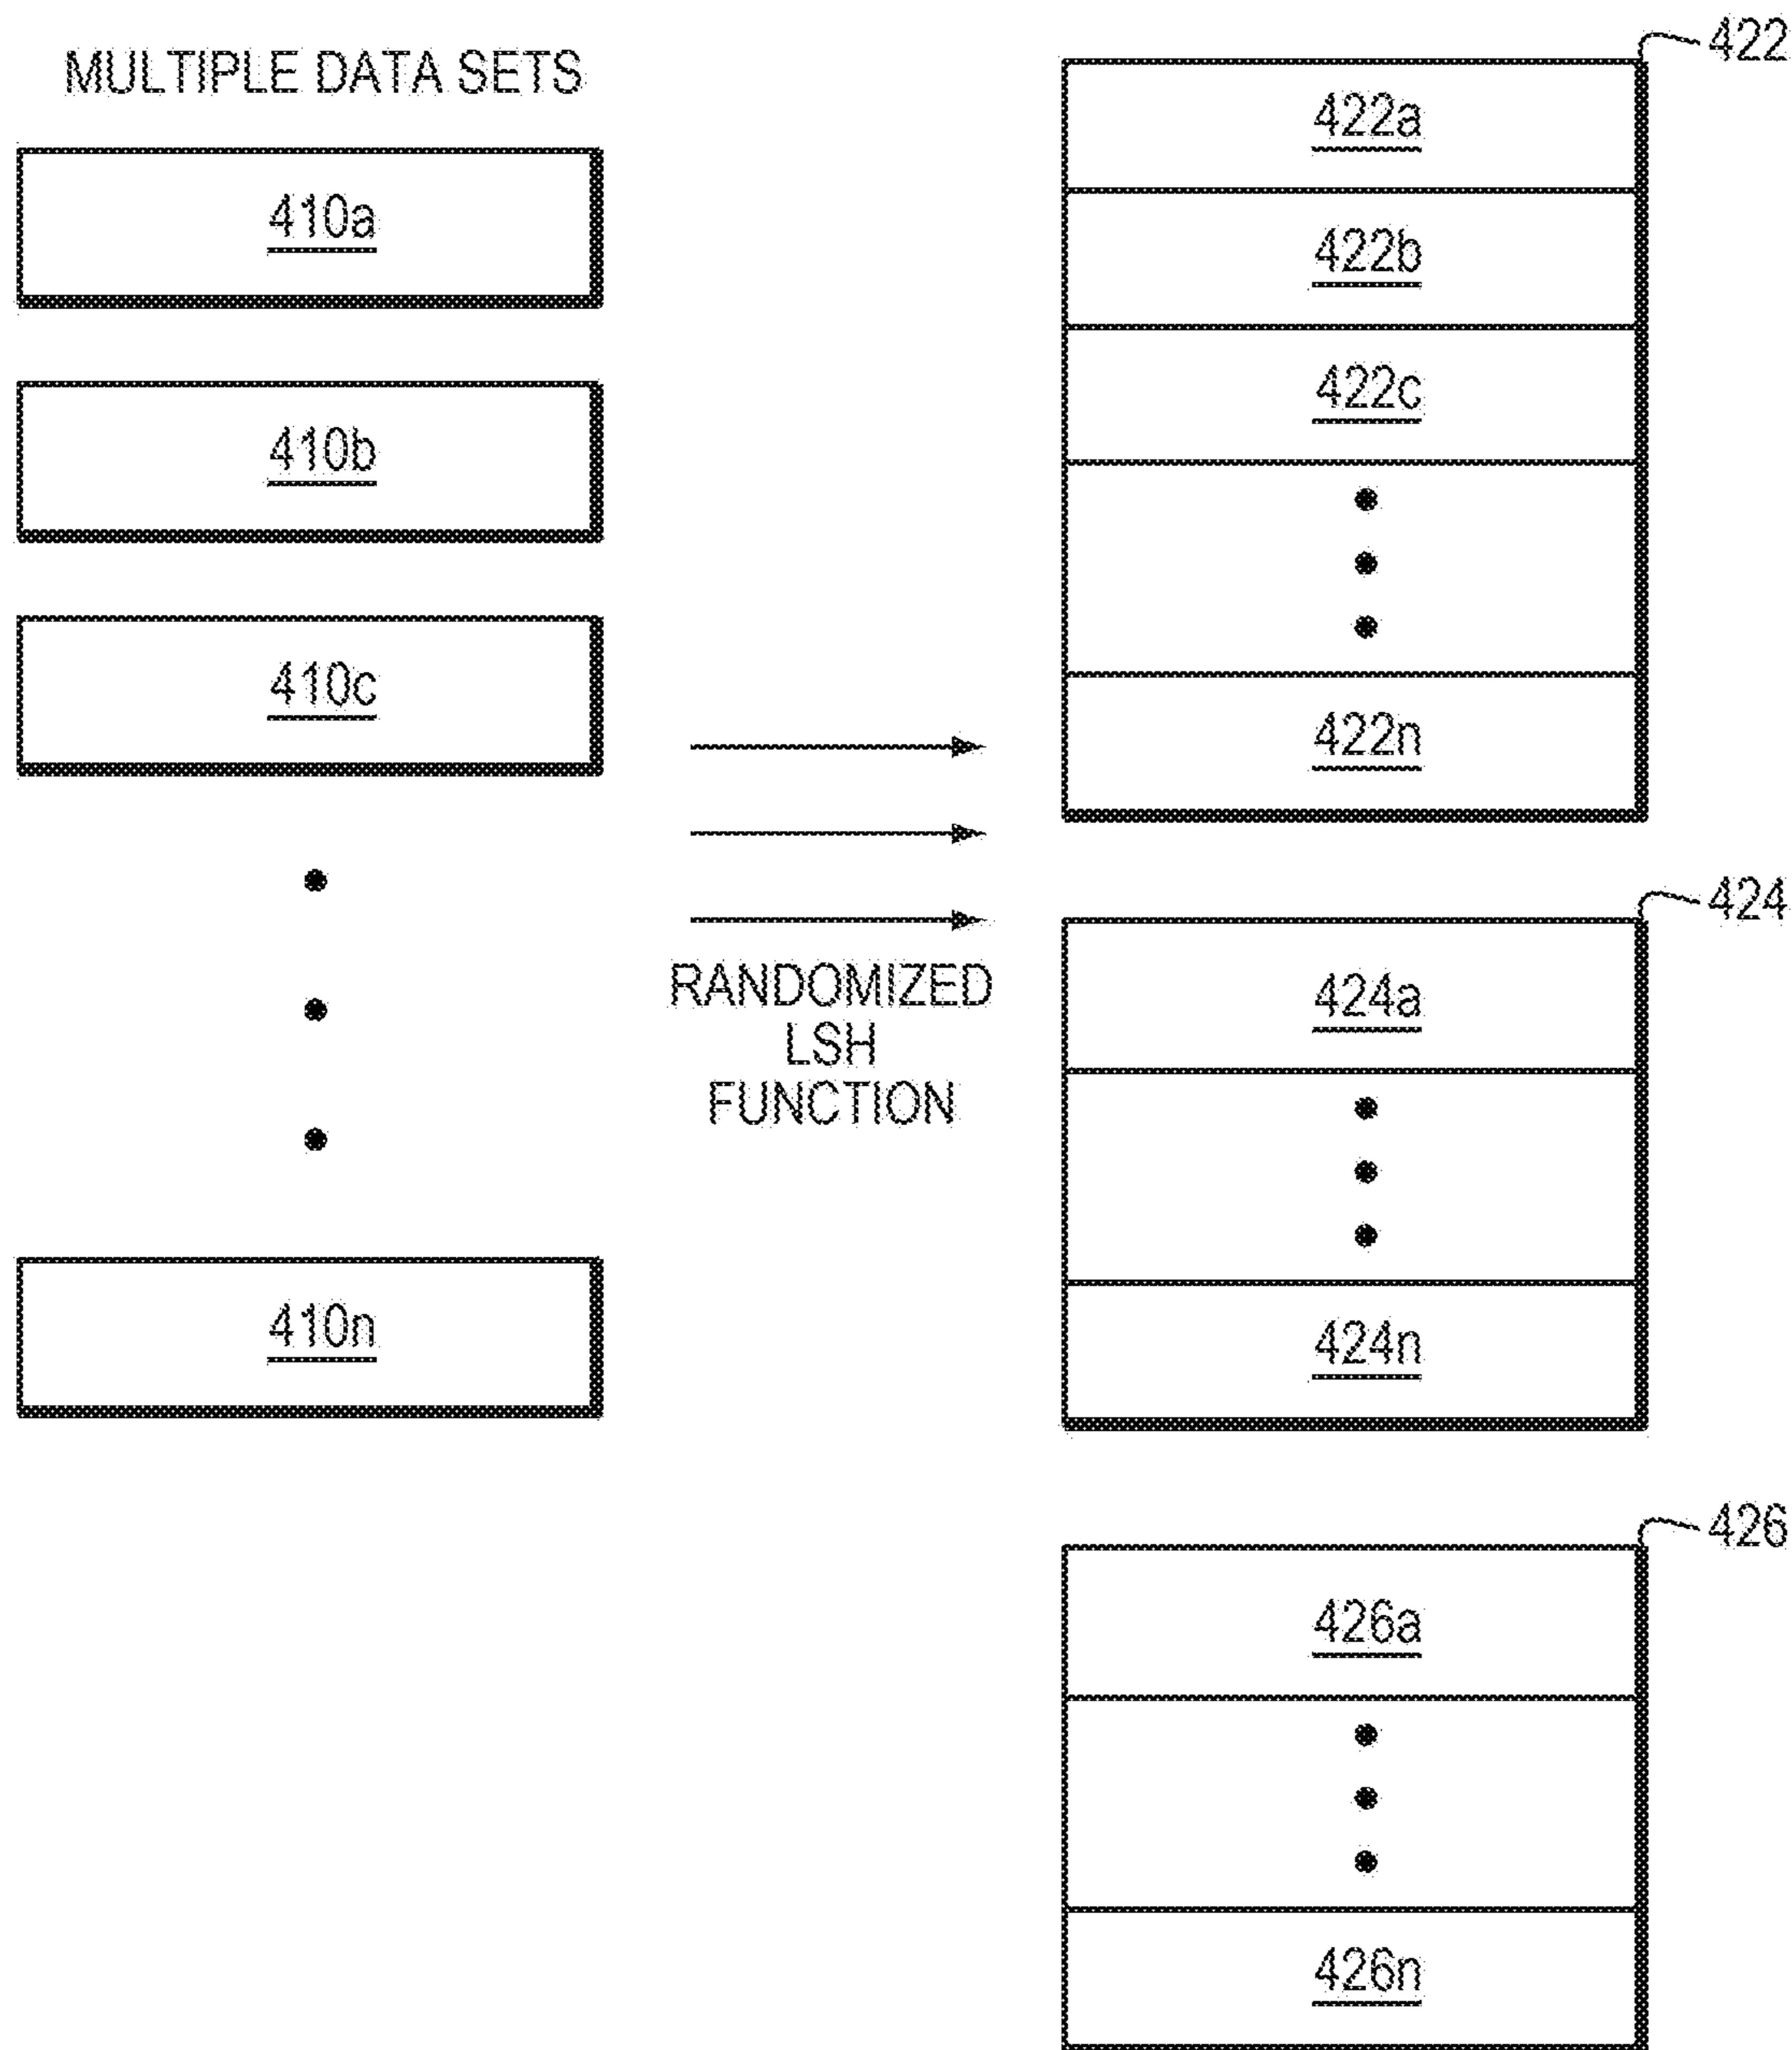 MULTIPLE DATA SETS
410a
410b
410c
410n
RANDOMIZED
LSH
FUNCTION
422
422a
422b
422c
422n
424
424a
424n
426
426a
426n